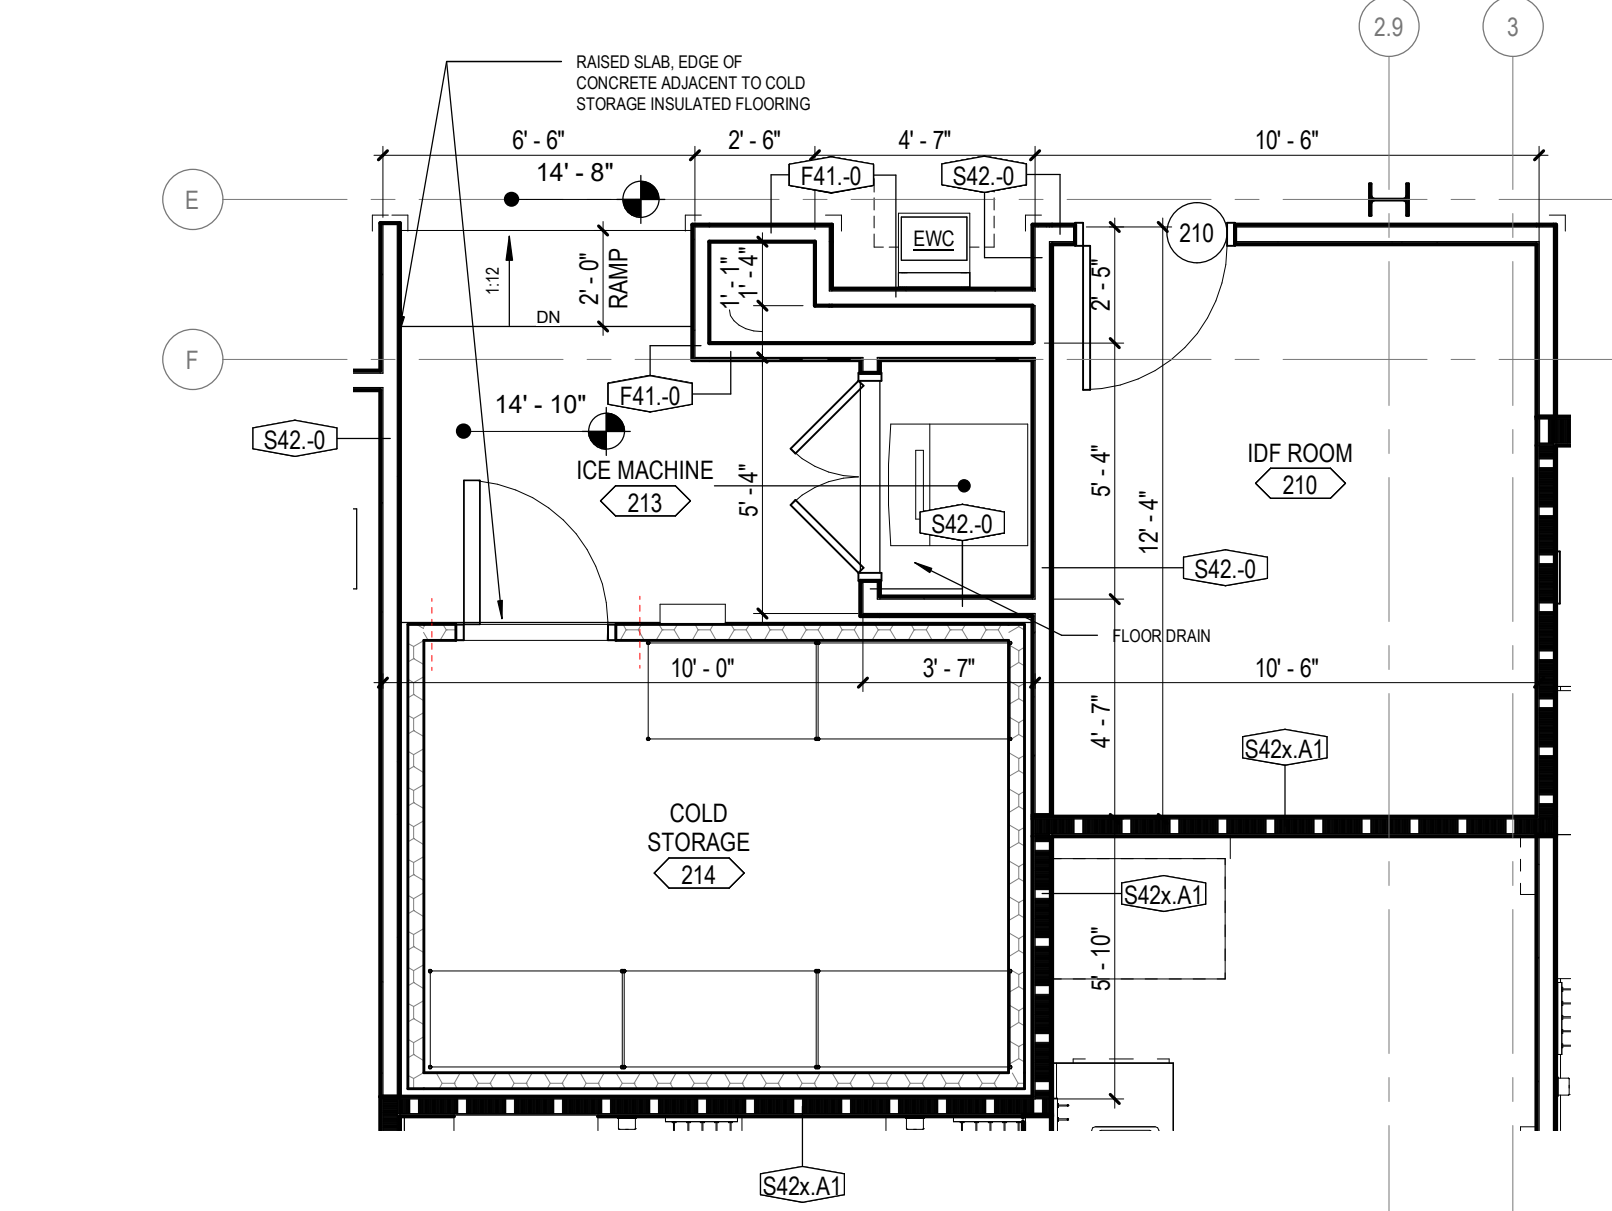 2.9
3
RAISED SLAB, EDGE OF
CONCRETE ADJACENT TO COLD
STORAGE INSULATED FLOORING
6' - 6"
2' - 6"
4' - 7"
10' - 6"
14' - 8"
F41.-0
S42.-0
E
210
EWC
1:12
2' - 0"
RAMP
1' - 1"
1' - 4"
2' - 5"
DN
F
F41.-0
14' - 10"
S42.-0
ICE MACHINE
213
5' - 4"
S42.-0
5' - 4"
12' - 4"
IDF ROOM
210
S42.-0
FLOOR DRAIN
10' - 0"
3' - 7"
10' - 6"
4' - 7"
S42x.A1
COLD
STORAGE
214
S42x.A1
5' - 10"
S42x.A1